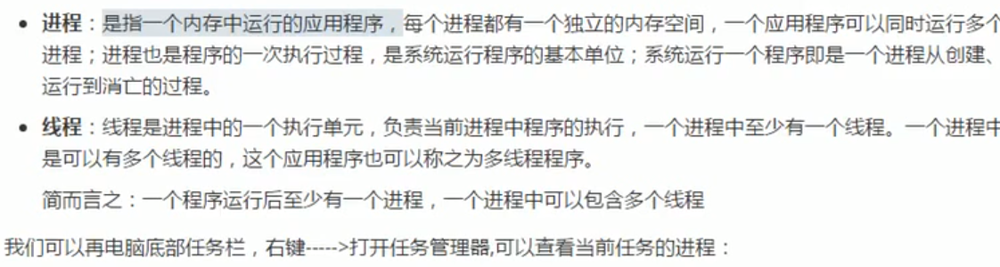 • 进程：是指一个内存中运行的应用程序，每个进程都有一个独立的内存空间，一个应用程序可以同时运行多个
进程；进程也是程序的一次执行过程，是系统运行程序的基本单位；系统运行一个程序即是一个进程从创建、
运行到消亡的过程。
• 线程：线程是进程中的一个执行单元，负责当前进程中程序的执行，一个进程中至少有一个线程。一个进程中
是可以有多个线程的，这个应用程序也可以称之为多线程程序。
简而言之：一个程序运行后至少有一个进程，一个进程中可以包含多个线程
我们可以再电脑底部任务栏，右键----->打开任务管理器,可以查看当前任务的进程：